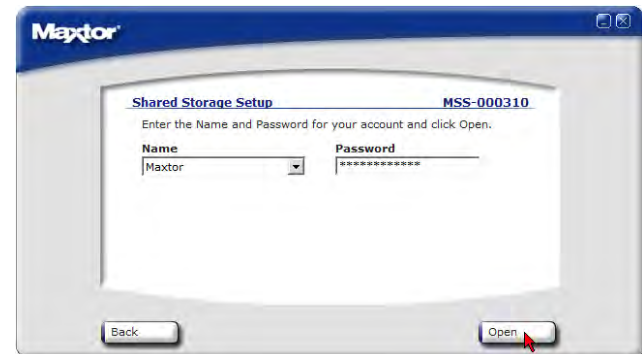 Maxtor
Shared Storage Setup MSS-000310
Enter the Name and Password for your account and click Open.
Name Password
Maxtor ************
Back Open